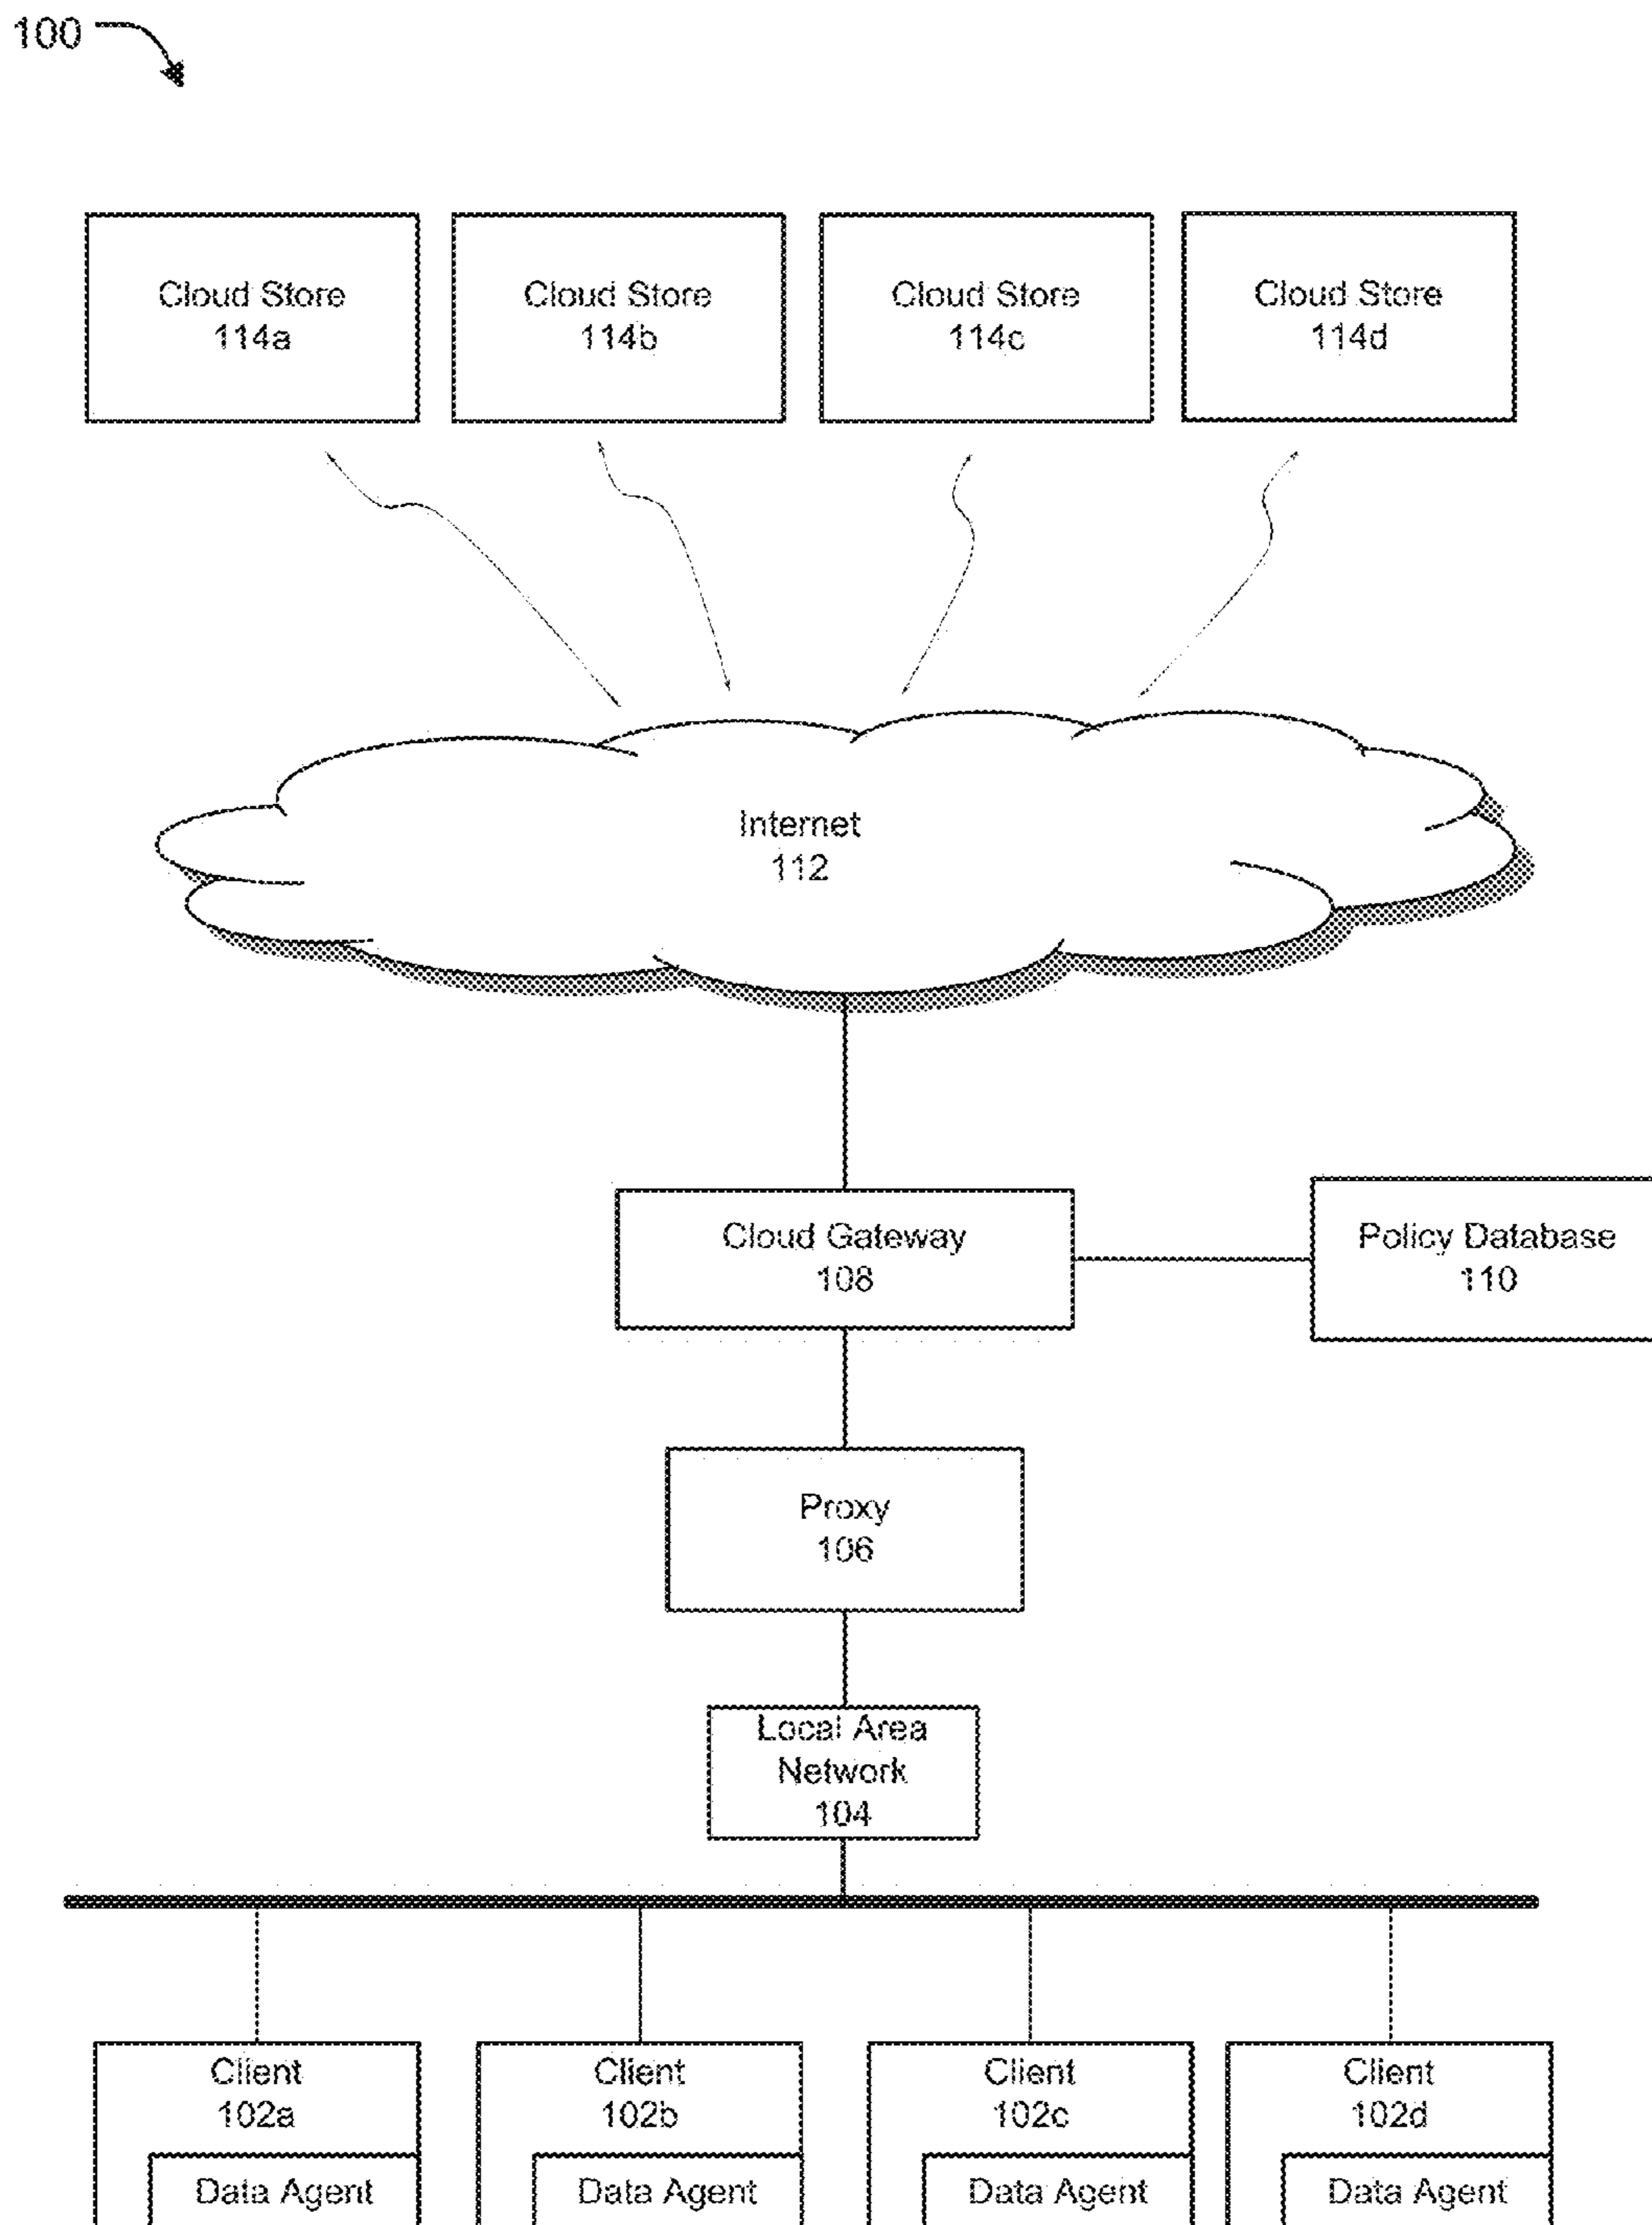 100
Cloud Store
114a
Cloud Store
114b
Cloud Store
114c
Cloud Store
114d
Internet
112
Cloud Gateway
108
Policy Database
110
Proxy
106
Local Area
Network
104
Client
102a
Data Agent
Client
102b
Data Agent
Client
102c
Data Agent
Client
102d
Data Agent